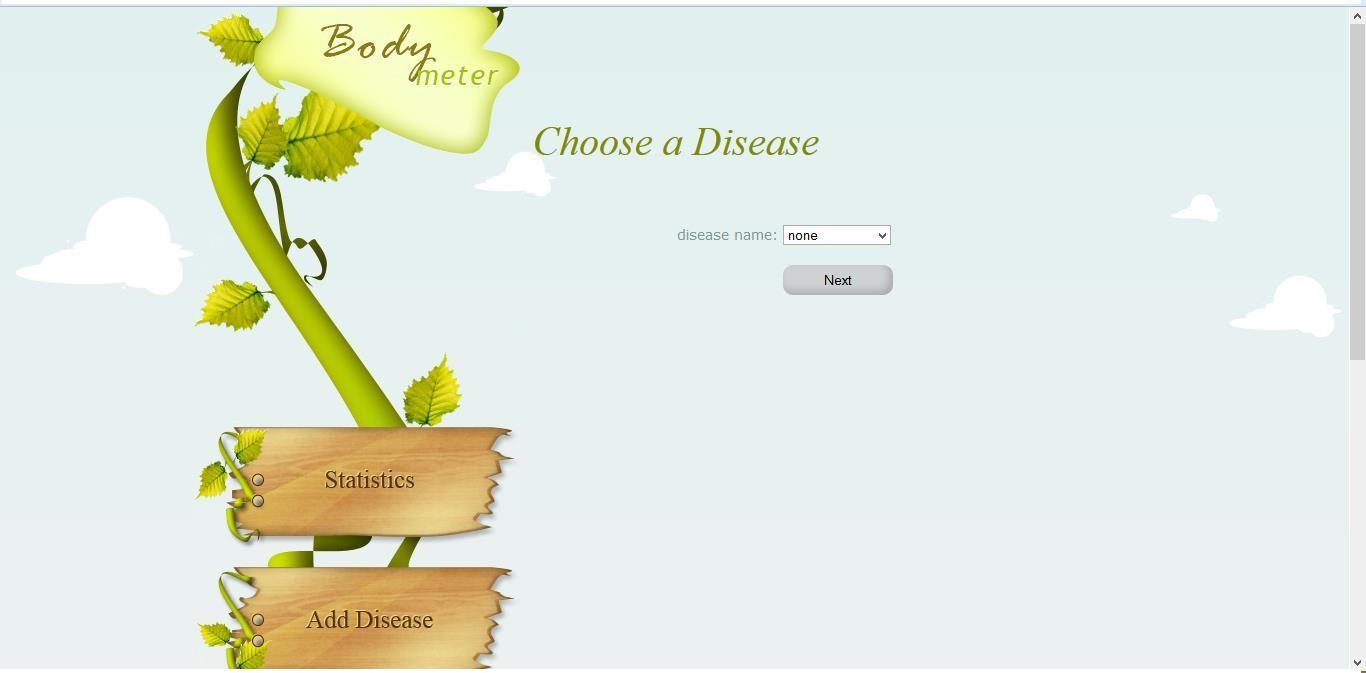 Body
meter
Choose a Disease
disease name: none
Next
Statistics
Add Disease